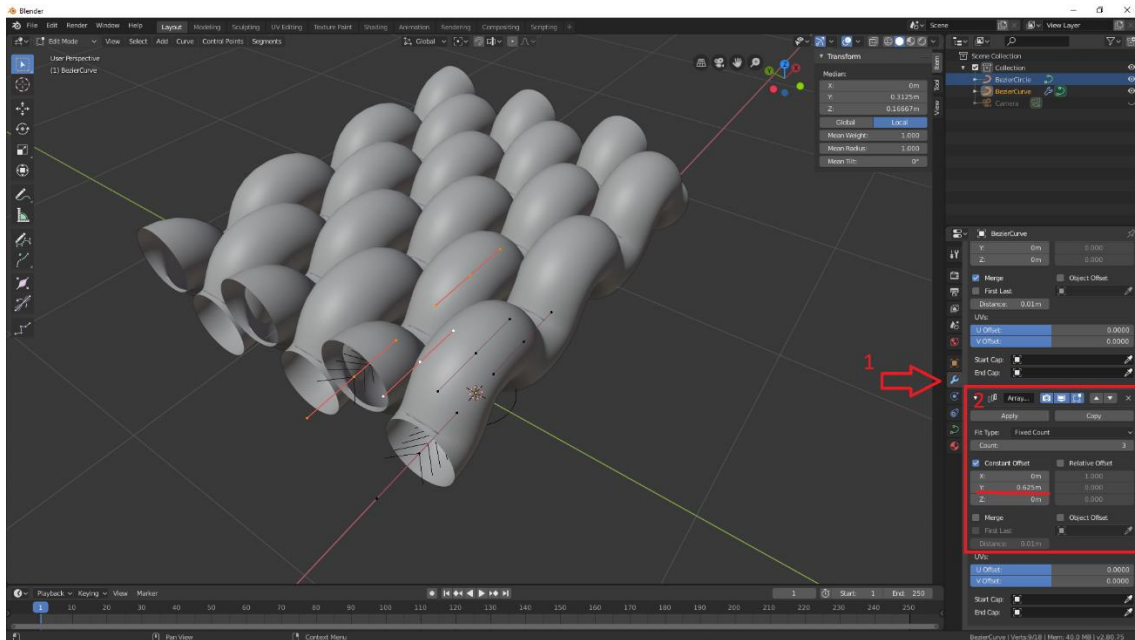 Blender
File Edit Render Window Help Layout Modeling Sculpting UV Editing Texture Paint Shading Animation Rendering Compositing Scripting + Scene View Layer
Edit Mode View Select Add Curve Control Points Segments Global
User Perspective
(1) BezierCurve
Transform
Median:
X: 0m
Y: 0.3125m
Z: 0.16667m
Global Local
Mean Weight: 1.000
Mean Radius: 1.000
Mean Tilt: 0°
Item
Tool
View
Z
Y
X
Scene Collection
Collection
BezierCircle
BezierCurve
Camera
BezierCurve
Y: 0m 0.000
Z: 0m 0.000
Merge Object Offset
First Last
Distance: 0.01m
UVs:
U Offset: 0.0000
V Offset: 0.0000
Start Cap:
End Cap:
1
2 Array...
Apply Copy
Fit Type: Fixed Count
Count: 3
Constant Offset Relative Offset
X: 0m 1.000
Y: 0.625m 0.000
Z: 0m 0.000
Merge Object Offset
First Last
Distance: 0.01m
UVs:
U Offset: 0.0000
V Offset: 0.0000
Start Cap:
End Cap:
Playback Keying View Marker 1 Start: 1 End: 250
1 10 20 30 40 50 60 70 80 90 100 110 120 130 140 150 160 170 180 190 200 210 220 230 240 250
Pan View Context Menu BezierCurve | Verts:9/18 | Mem: 40.0 MB | v2.80.75